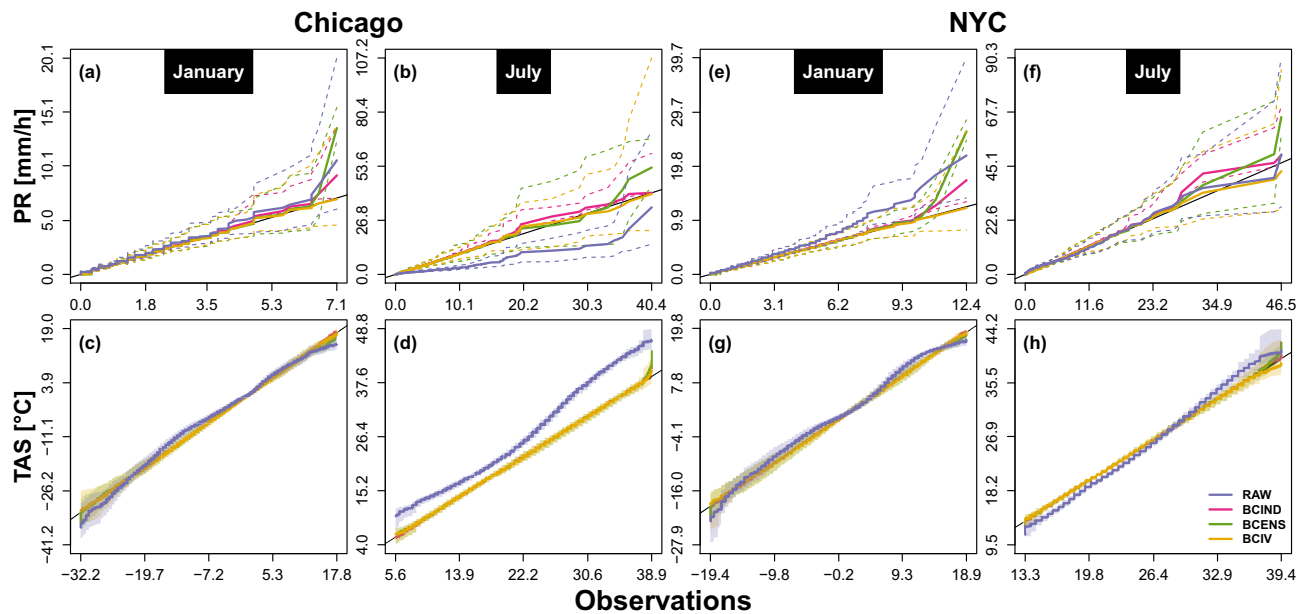 Chicago
NYC
PR [mm/h]
(a)
January
20.1
15.1
10.1
5.0
0.0
0.0 1.8 3.5 5.3 7.1
(b)
July
107.2
80.4
53.6
26.8
0.0
0.0 10.1 20.2 30.3 40.4
(e)
January
39.7
29.7
19.8
9.9
0.0
0.0 3.1 6.2 9.3 12.4
(f)
July
90.3
67.7
45.1
22.6
0.0
0.0 11.6 23.2 34.9 46.5
TAS [°C]
(c)
19.0
3.9
−11.1
−26.2
−41.2
−32.2 −19.7 −7.2 5.3 17.8
(d)
48.8
37.6
26.4
15.2
4.0
5.6 13.9 22.2 30.6 38.9
(g)
19.8
7.8
−4.1
−16.0
−27.9
−19.4 −9.8 −0.2 9.3 18.9
(h)
44.2
35.5
26.9
18.2
9.5
13.3 19.8 26.4 32.9 39.4
RAW
BCIND
BCENS
BCIV
Observations